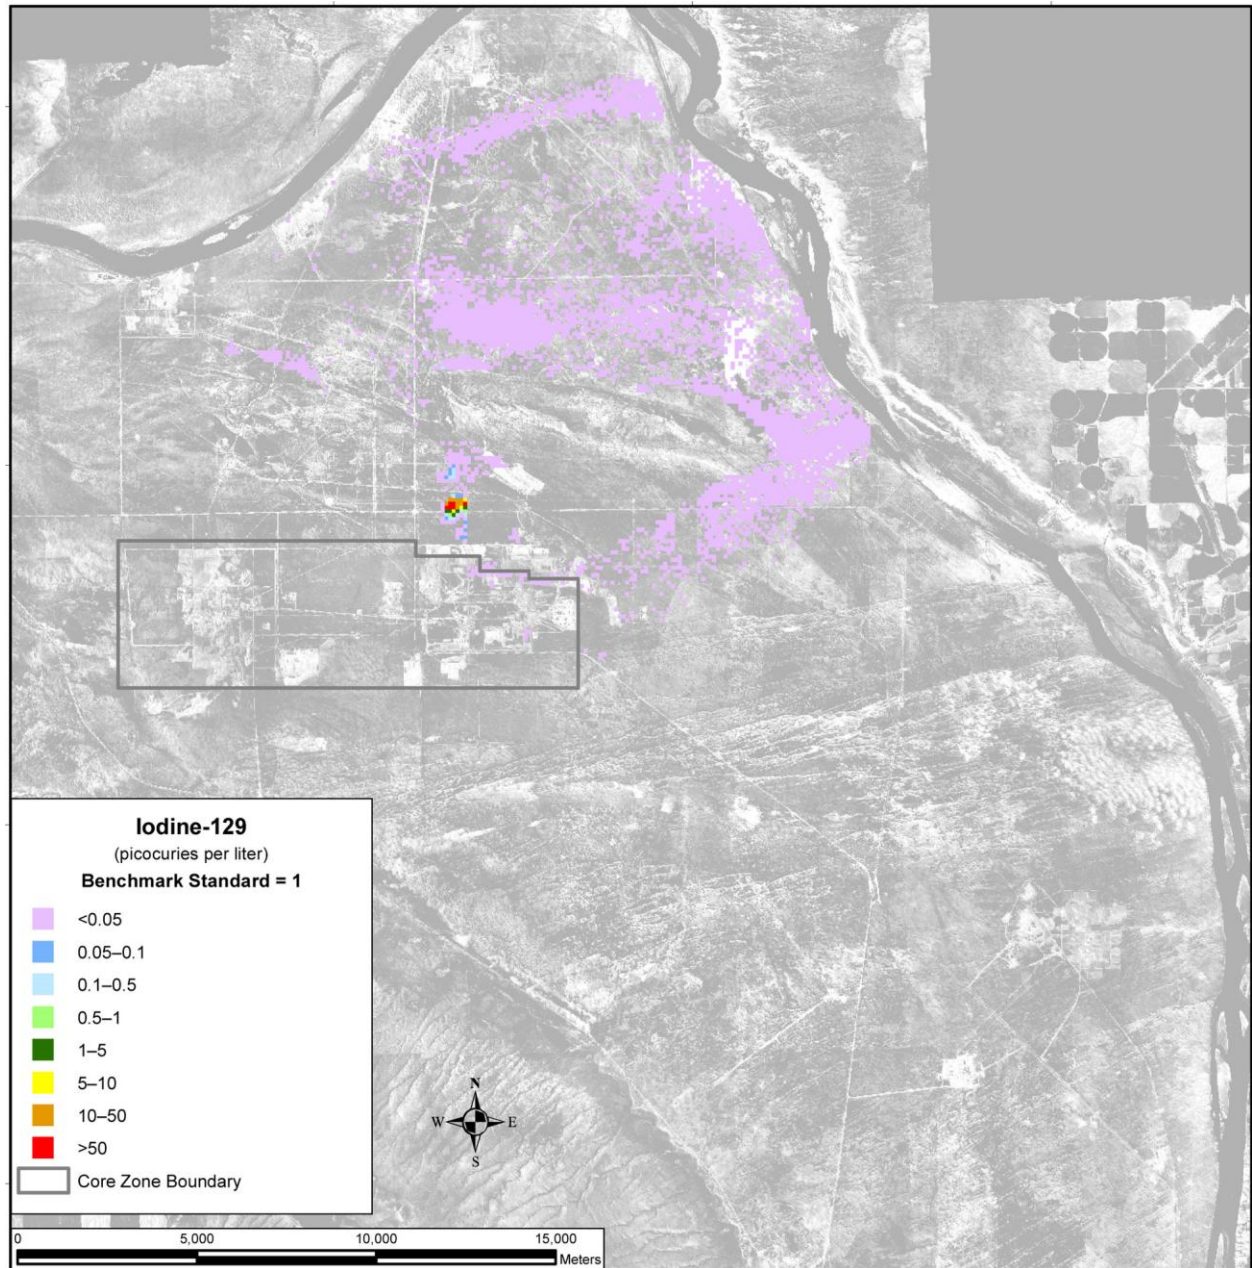 Iodine-129
(picocuries per liter)
Benchmark Standard = 1
<0.05
0.05–0.1
0.1–0.5
0.5–1
1–5
5–10
10–50
>50
Core Zone Boundary
N
W E
S
0 5,000 10,000 15,000
Meters